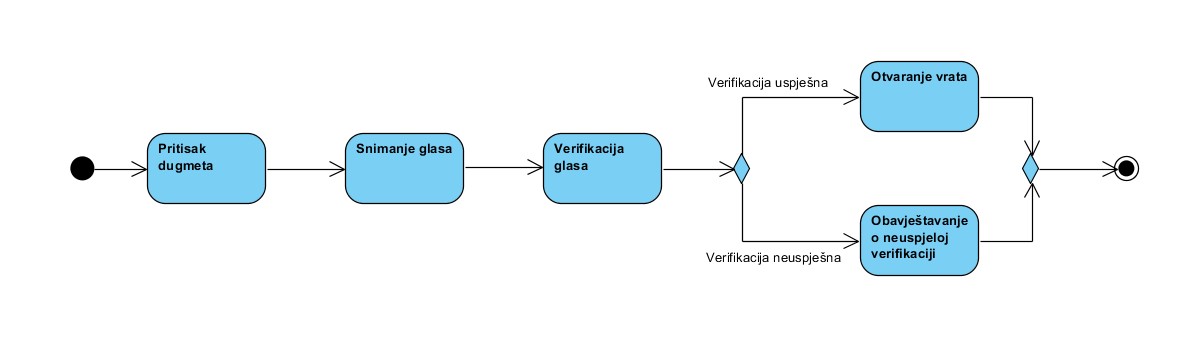 Pritisak
dugmeta
Snimanje glasa
Verifikacija
glasa
Verifikacija uspješna
Otvaranje vrata
Verifikacija neuspješna
Obavještavanje
o neuspjeloj
verifikaciji